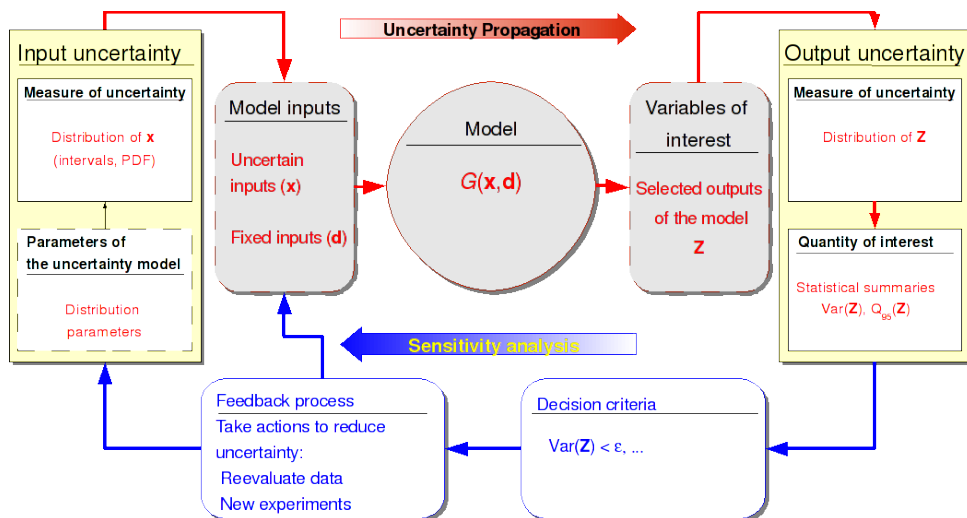 Uncertainty Propagation
Input uncertainty
Measure of uncertainty
Distribution of x
(intervals, PDF)
Parameters of
the uncertainty model
Distribution
parameters
Model inputs
Uncertain
inputs (x)
Fixed inputs (d)
Model
G(x,d)
Variables of
interest
Selected outputs
of the model
Z
Output uncertainty
Measure of uncertainty
Distribution of Z
Quantity of interest
Statistical summaries
Var(Z), Q95(Z)
Sensitivity analysis
Feedback process
Take actions to reduce
uncertainty:
Reevaluate data
New experiments
Decision criteria
Var(Z) < ε, ...